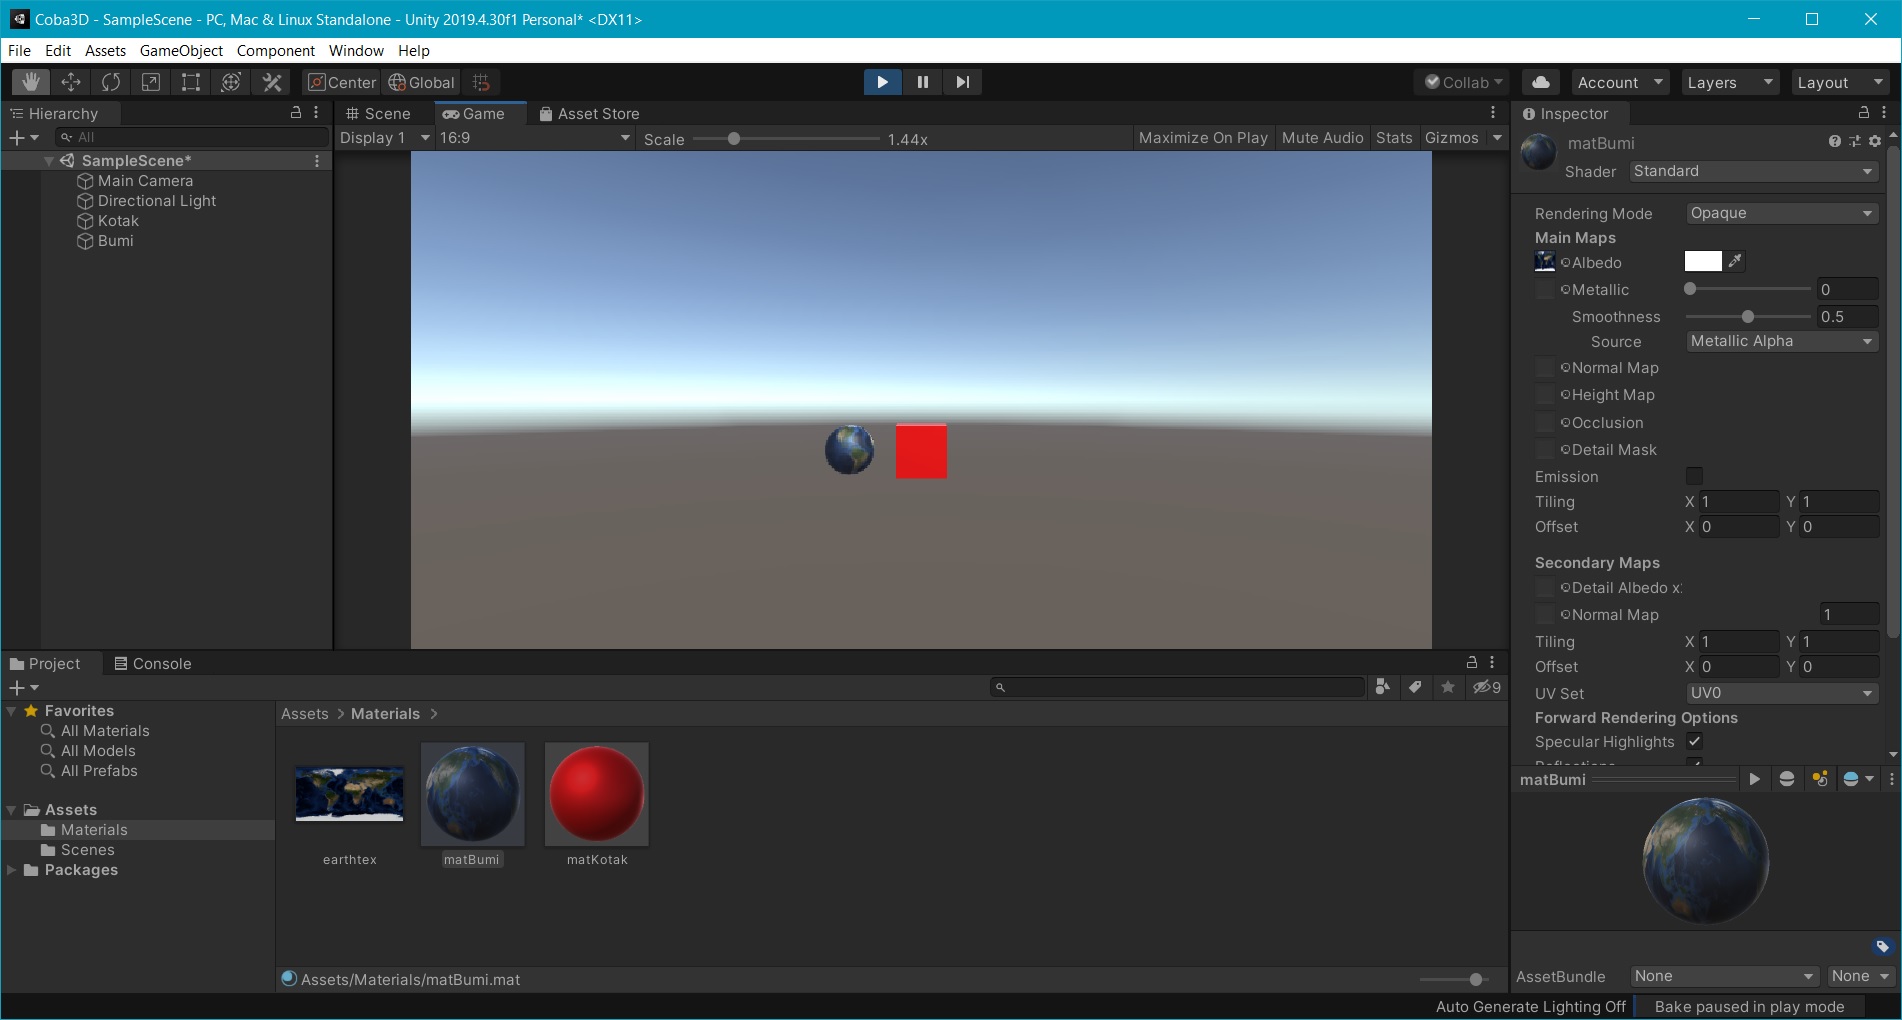 Coba3D - SampleScene - PC, Mac & Linux Standalone - Unity 2019.4.30f1 Personal* <DX11>
File Edit Assets GameObject Component Window Help
Center Global Collab Account Layers Layout
Hierarchy
All
SampleScene*
Main Camera
Directional Light
Kotak
Bumi
Scene Game Asset Store
Display 1 16:9 Scale 1.44x Maximize On Play Mute Audio Stats Gizmos
Inspector
matBumi
Shader Standard
Rendering Mode Opaque
Main Maps
Albedo
Metallic 0
Smoothness 0.5
Source Metallic Alpha
Normal Map
Height Map
Occlusion
Detail Mask
Emission
Tiling X 1 Y 1
Offset X 0 Y 0
Secondary Maps
Detail Albedo x
Normal Map 1
Tiling X 1 Y 1
Offset X 0 Y 0
UV Set UV0
Forward Rendering Options
Specular Highlights
Reflections
matBumi
AssetBundle None None
Project Console
9
Favorites
All Materials
All Models
All Prefabs
Assets
Materials
Scenes
Packages
Assets > Materials >
earthtex matBumi matKotak
Assets/Materials/matBumi.mat
Auto Generate Lighting Off Bake paused in play mode